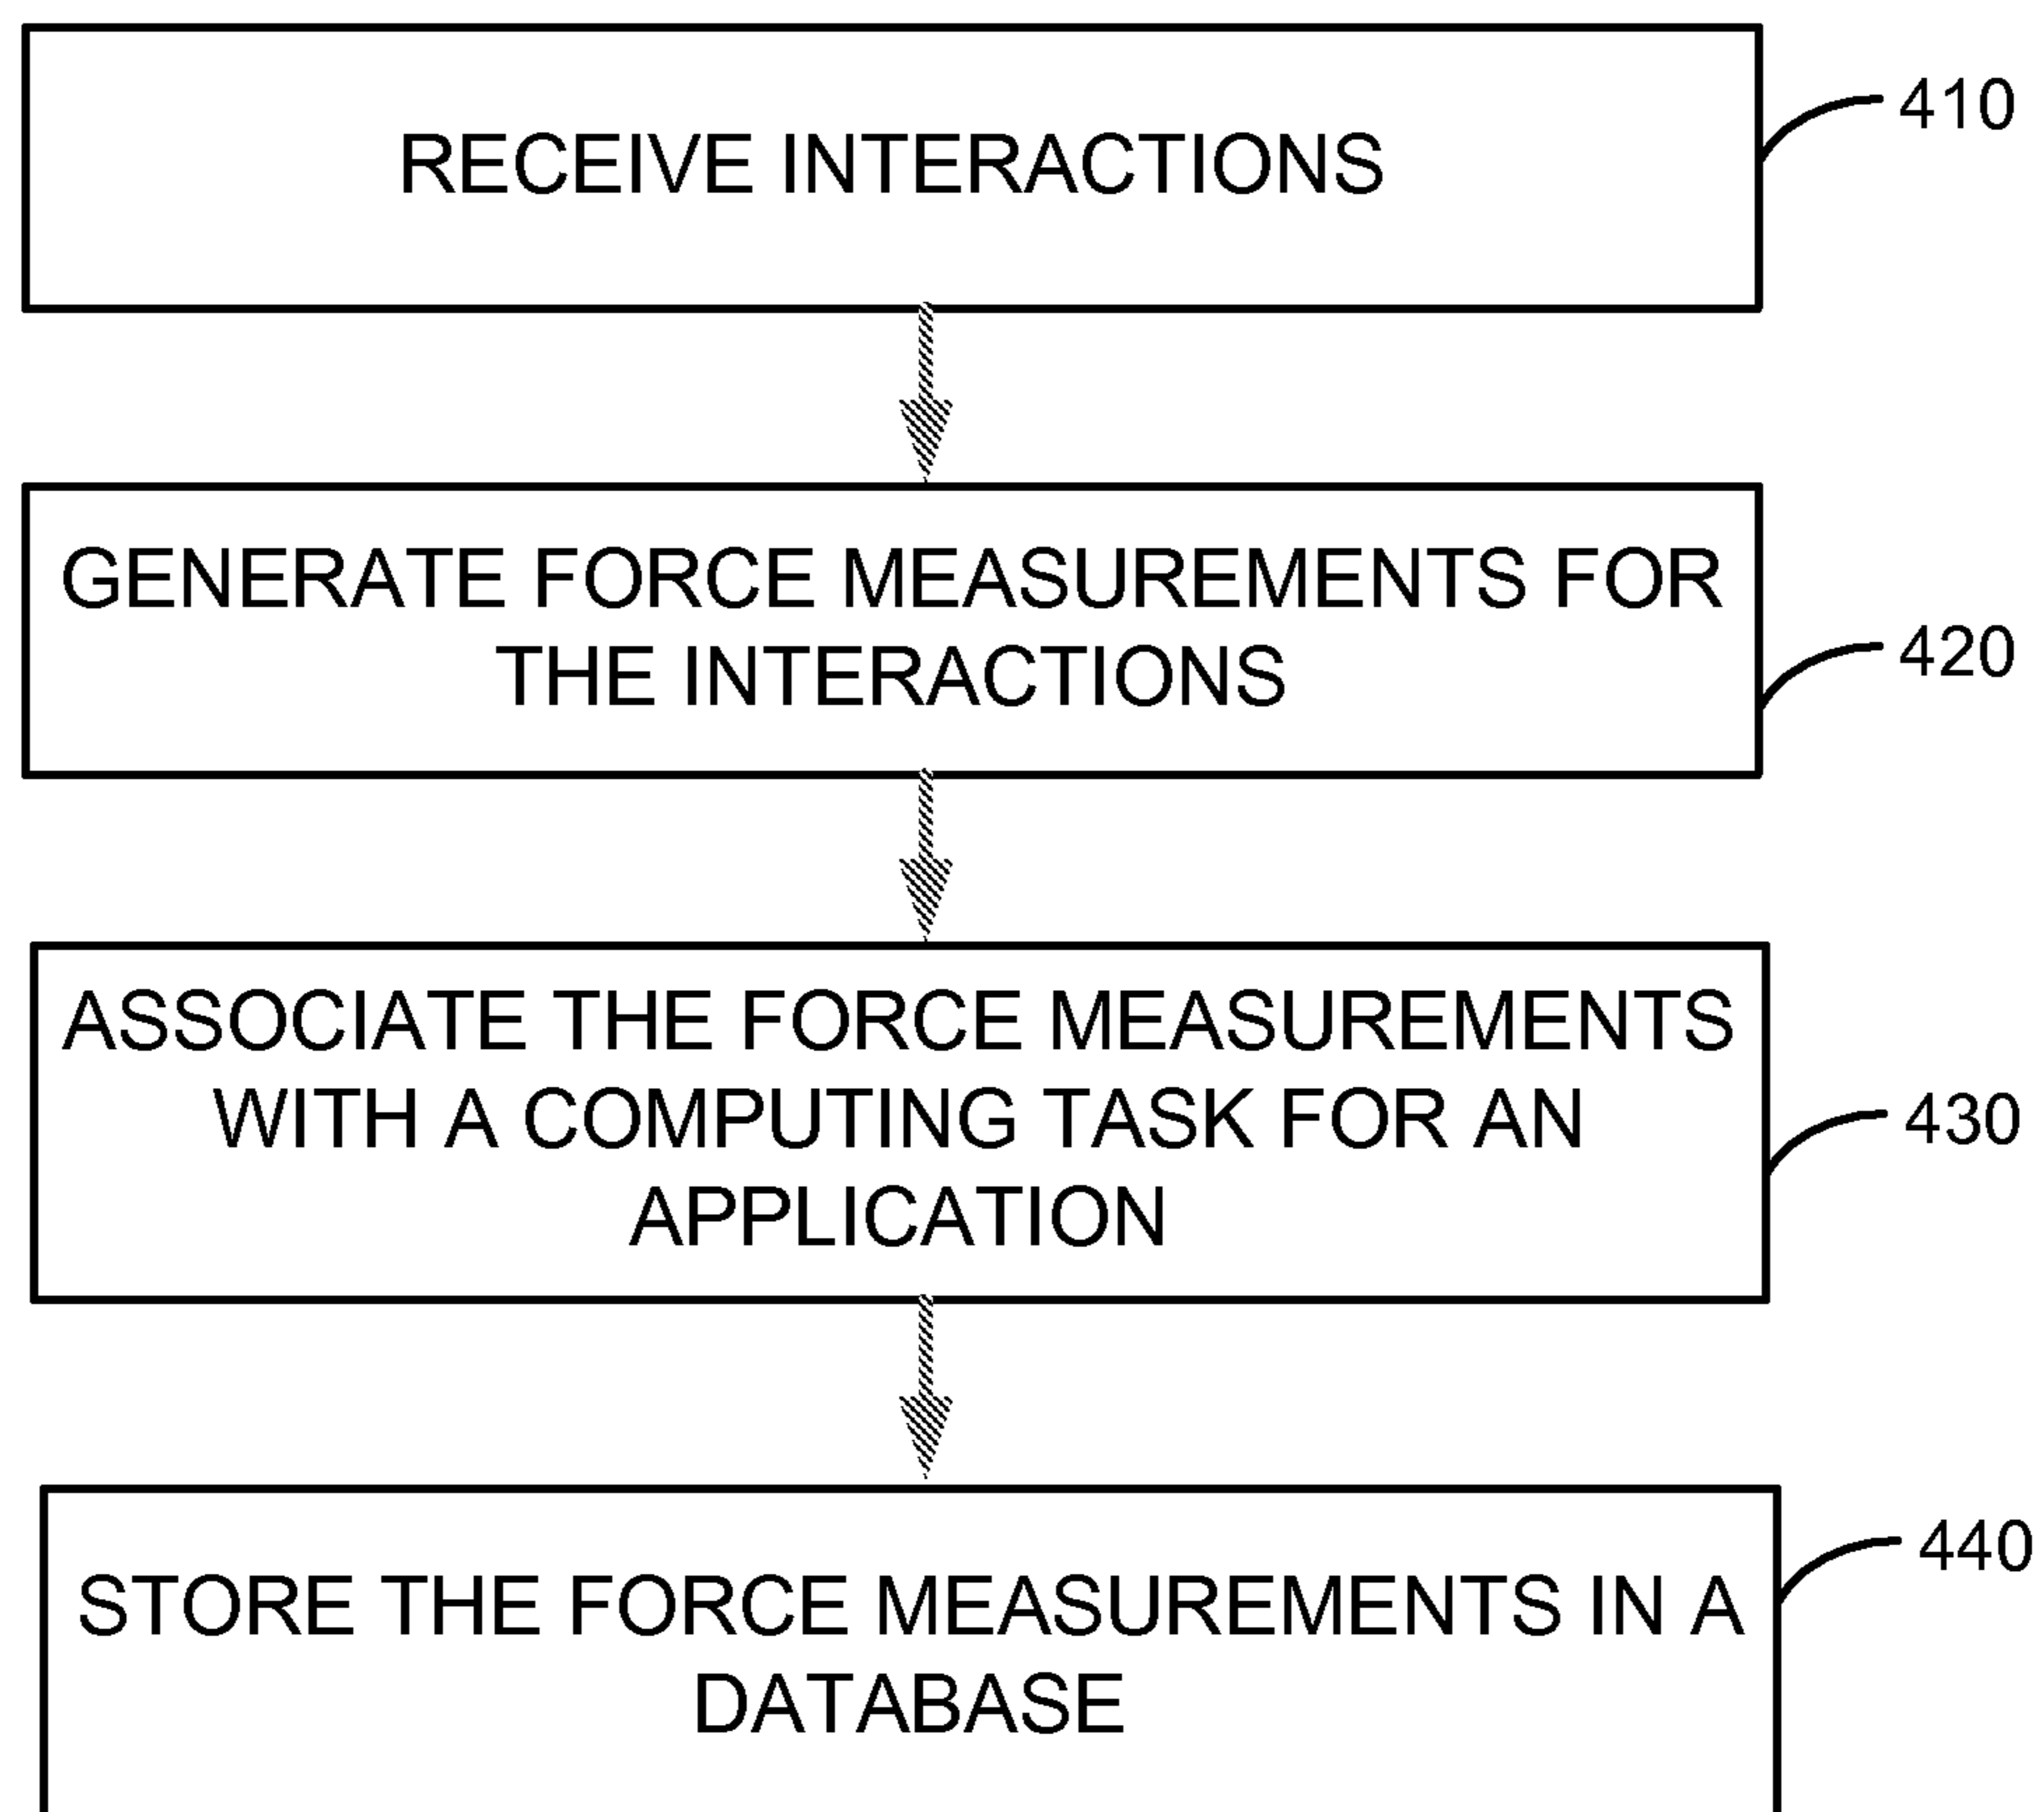 RECEIVE INTERACTIONS
410
GENERATE FORCE MEASUREMENTS FOR
THE INTERACTIONS
420
ASSOCIATE THE FORCE MEASUREMENTS
WITH A COMPUTING TASK FOR AN
APPLICATION
430
STORE THE FORCE MEASUREMENTS IN A
DATABASE
440